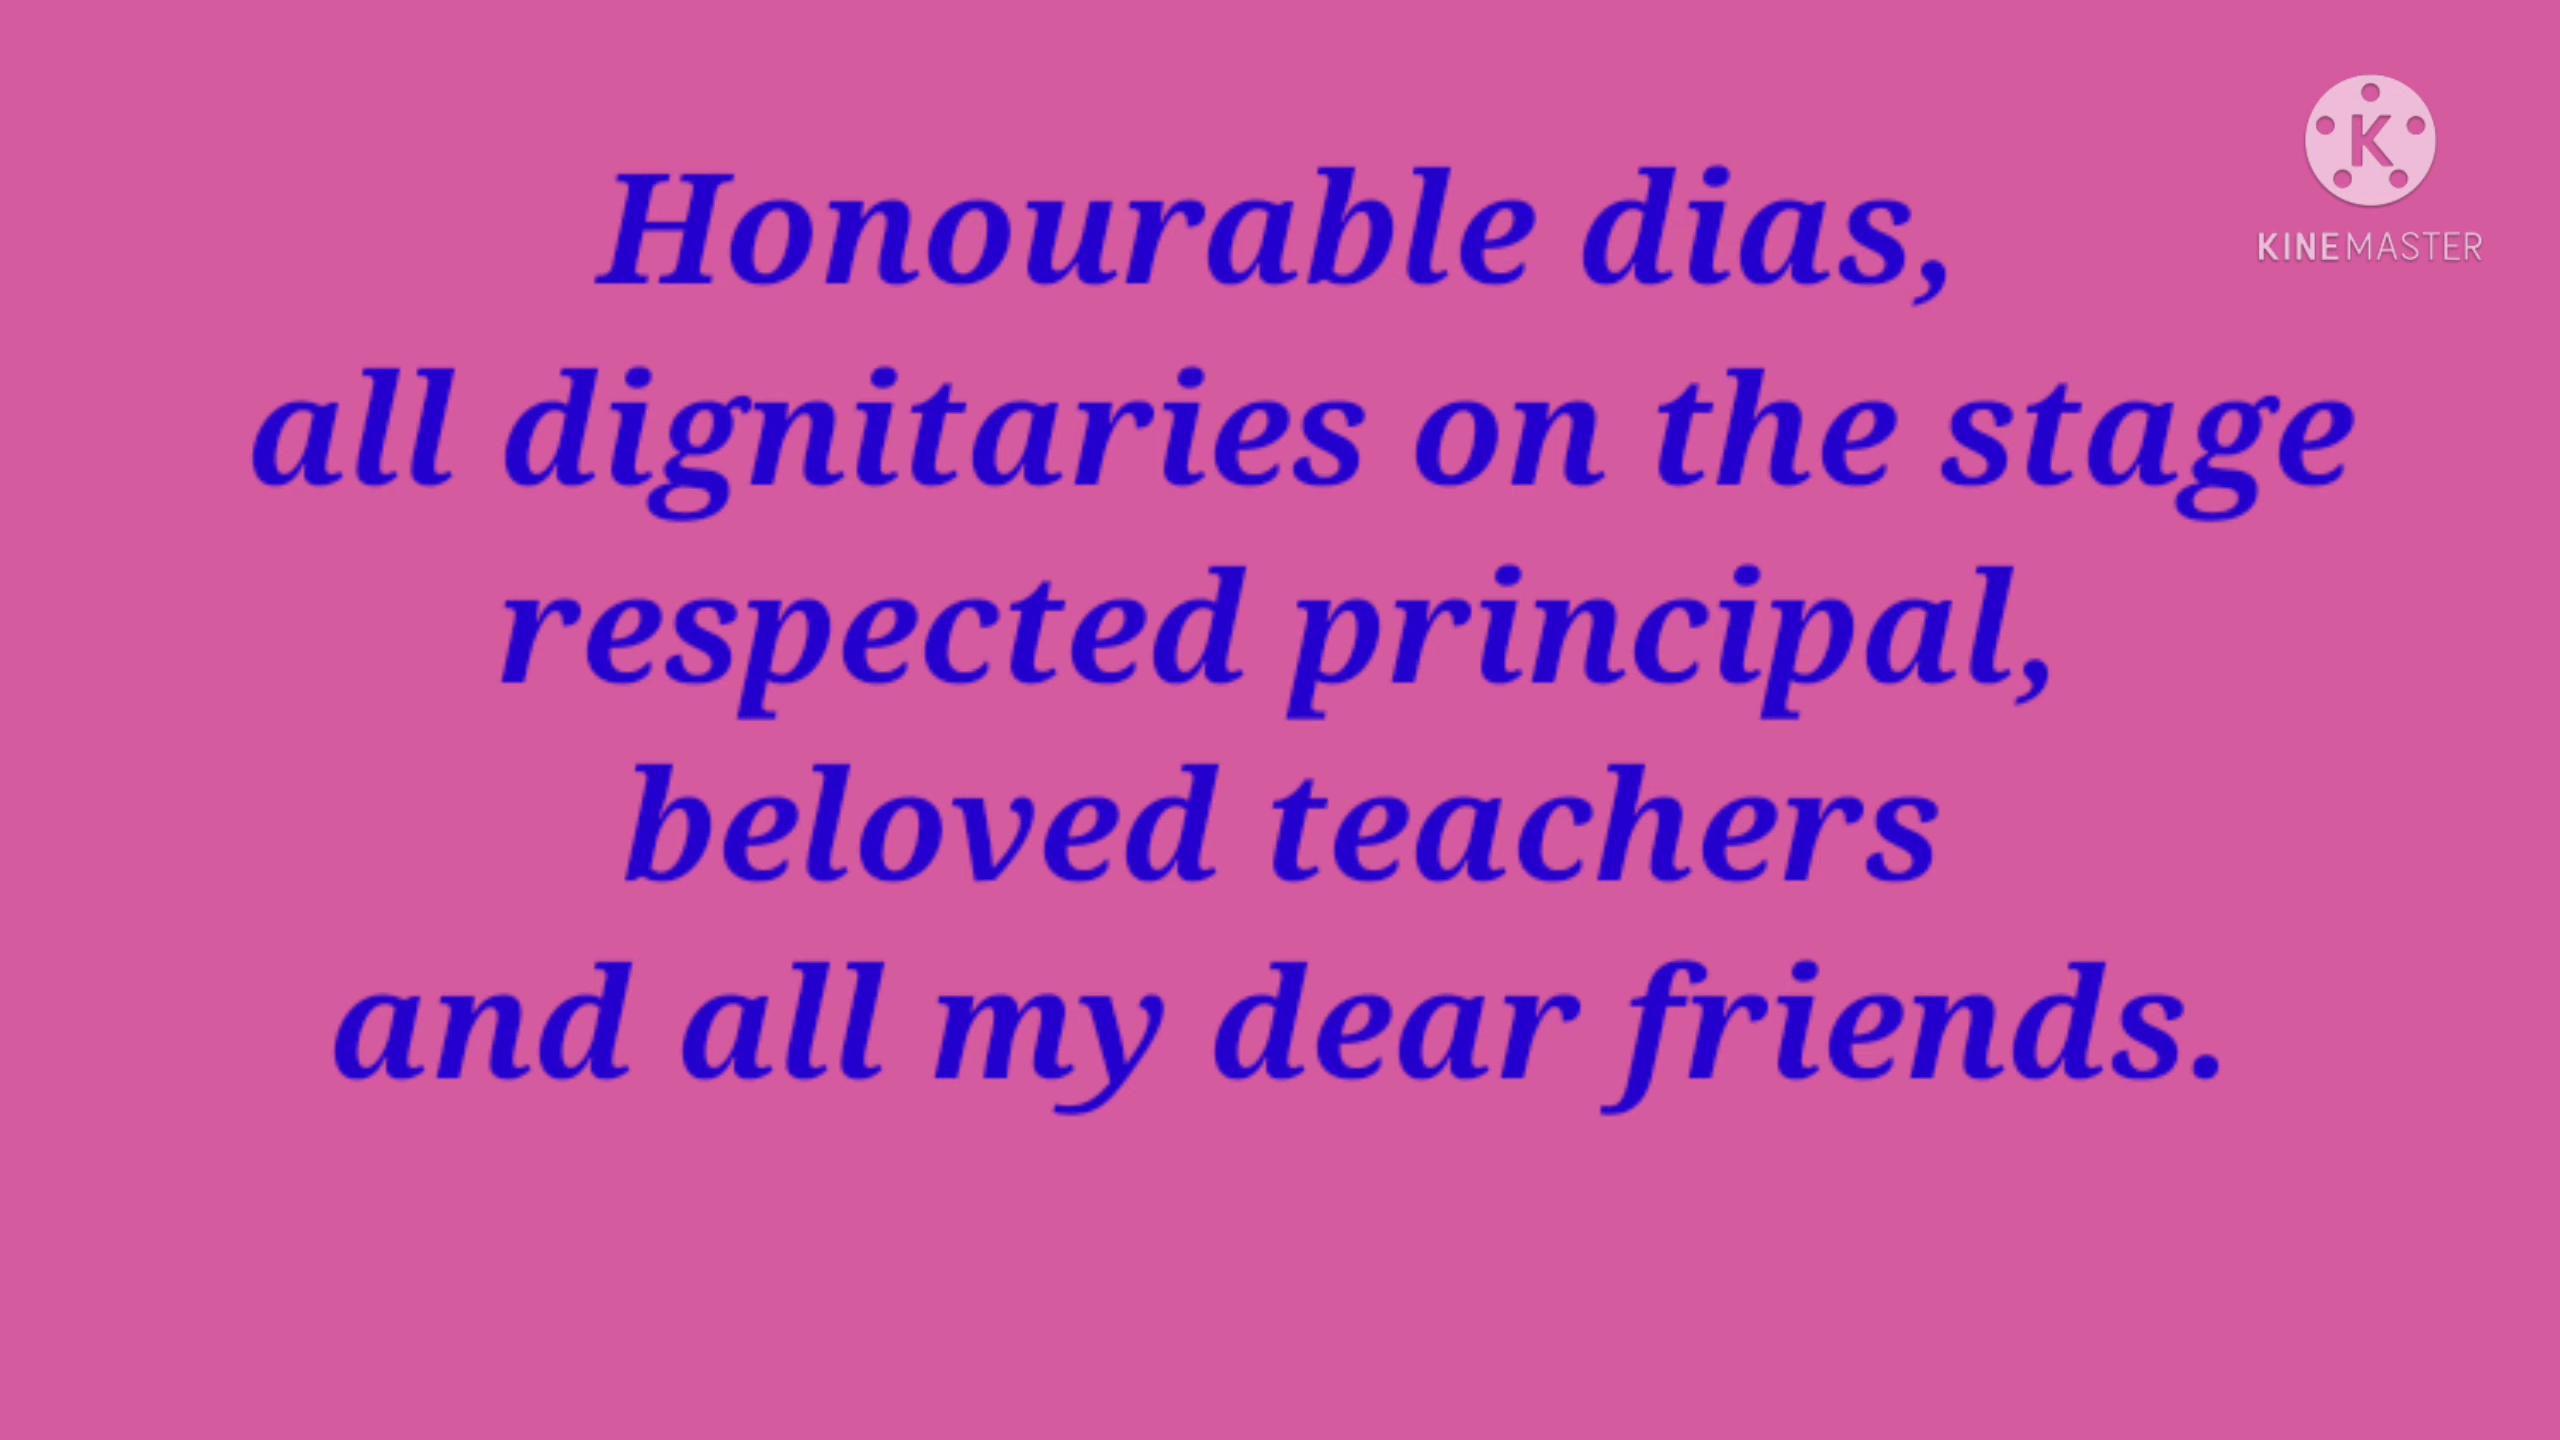 Honourable dias,
all dignitaries on the stage
respected principal,
beloved teachers
and all my dear friends.
K
KINEMASTER